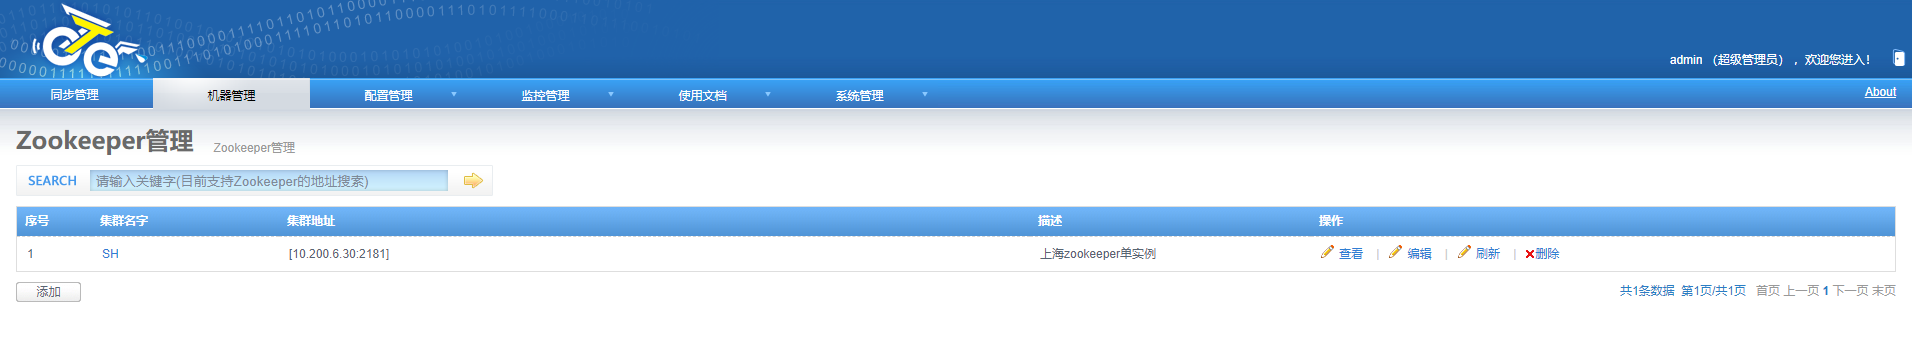 eTe
admin （超级管理员） ，欢迎您进入！
同步管理 机器管理 配置管理 监控管理 使用文档 系统管理 About
Zookeeper管理 Zookeeper管理
SEARCH 请输入关键字(目前支持Zookeeper的地址搜索)
序号 集群名字 集群地址 描述 操作
1 SH [10.200.6.30:2181] 上海zookeeper单实例 查看 | 编辑 | 刷新 | 删除
添加 共1条数据 第1页/共1页 首页 上一页 1 下一页 末页